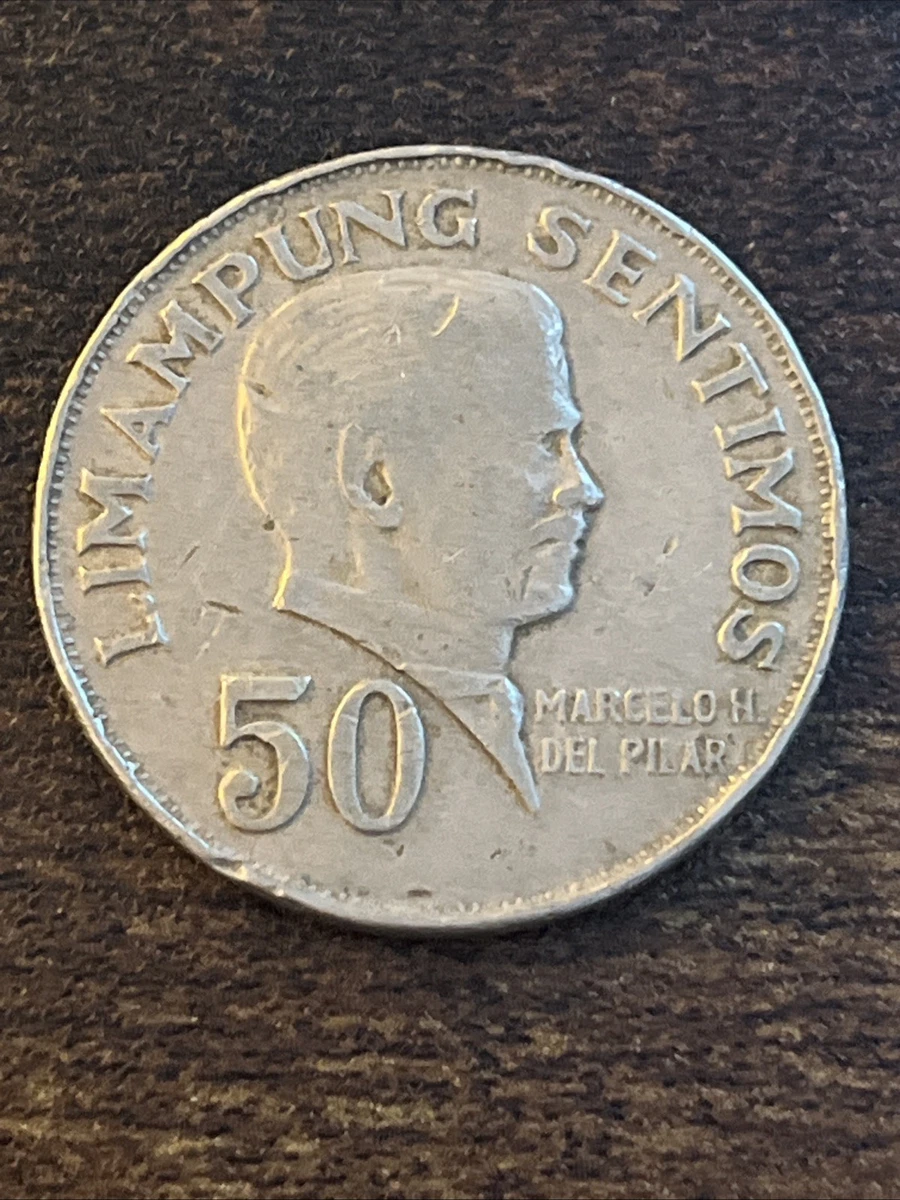 LIMAMPUNG SENTIMOS
50
MARCELO H.
DEL PILAR